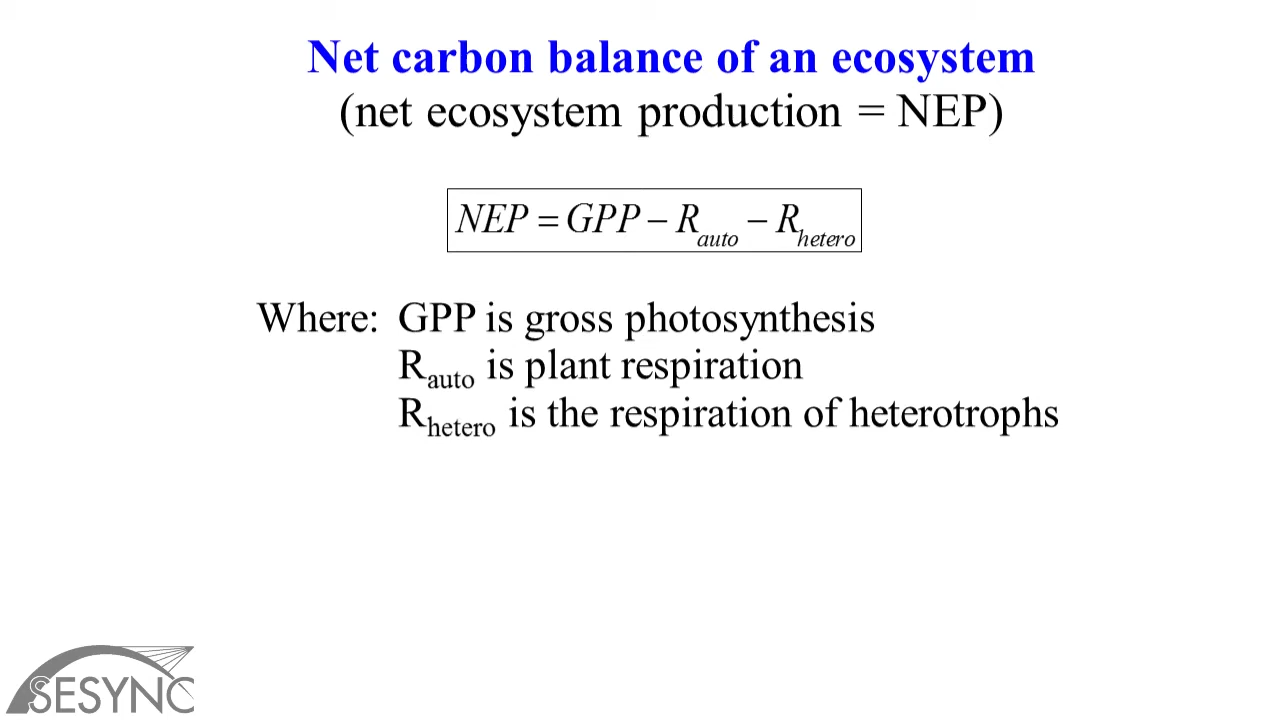 Net carbon balance of an ecosystem
(net ecosystem production = NEP)
NEP = GPP − R_auto − R_hetero
Where: GPP is gross photosynthesis
R_auto is plant respiration
R_hetero is the respiration of heterotrophs
SESYNC